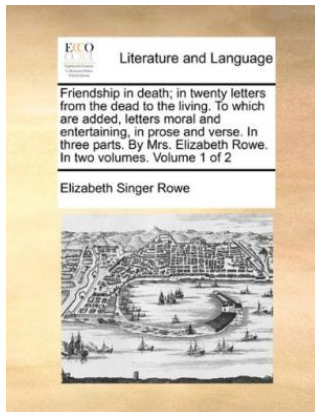 ECCO
Literature and Language
Friendship in death; in twenty letters
from the dead to the living. To which
are added, letters moral and
entertaining, in prose and verse. In
three parts. By Mrs. Elizabeth Rowe.
In two volumes. Volume 1 of 2
Elizabeth Singer Rowe